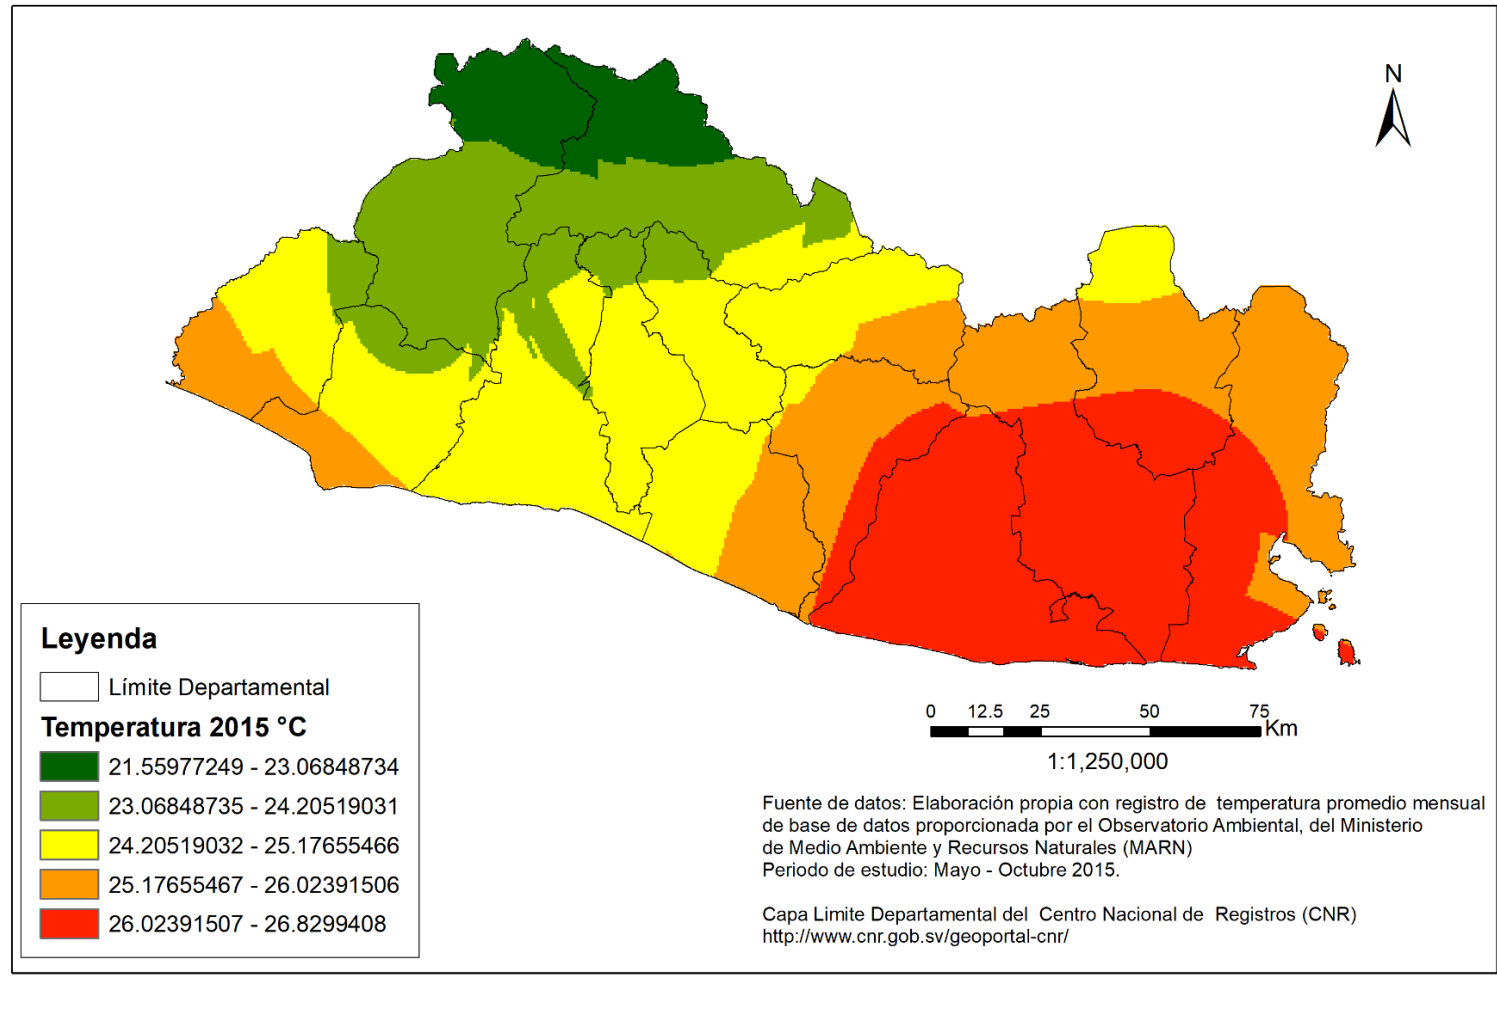 N
0 12.5 25 50 75
Km
1:1,250,000
Leyenda
Límite Departamental
Temperatura 2015 °C
21.55977249 - 23.06848734
23.06848735 - 24.20519031
24.20519032 - 25.17655466
25.17655467 - 26.02391506
26.02391507 - 26.8299408
Fuente de datos: Elaboración propia con registro de temperatura promedio mensual
de base de datos proporcionada por el Observatorio Ambiental, del Ministerio
de Medio Ambiente y Recursos Naturales (MARN)
Periodo de estudio: Mayo - Octubre 2015.
Capa Limite Departamental del Centro Nacional de Registros (CNR)
http://www.cnr.gob.sv/geoportal-cnr/